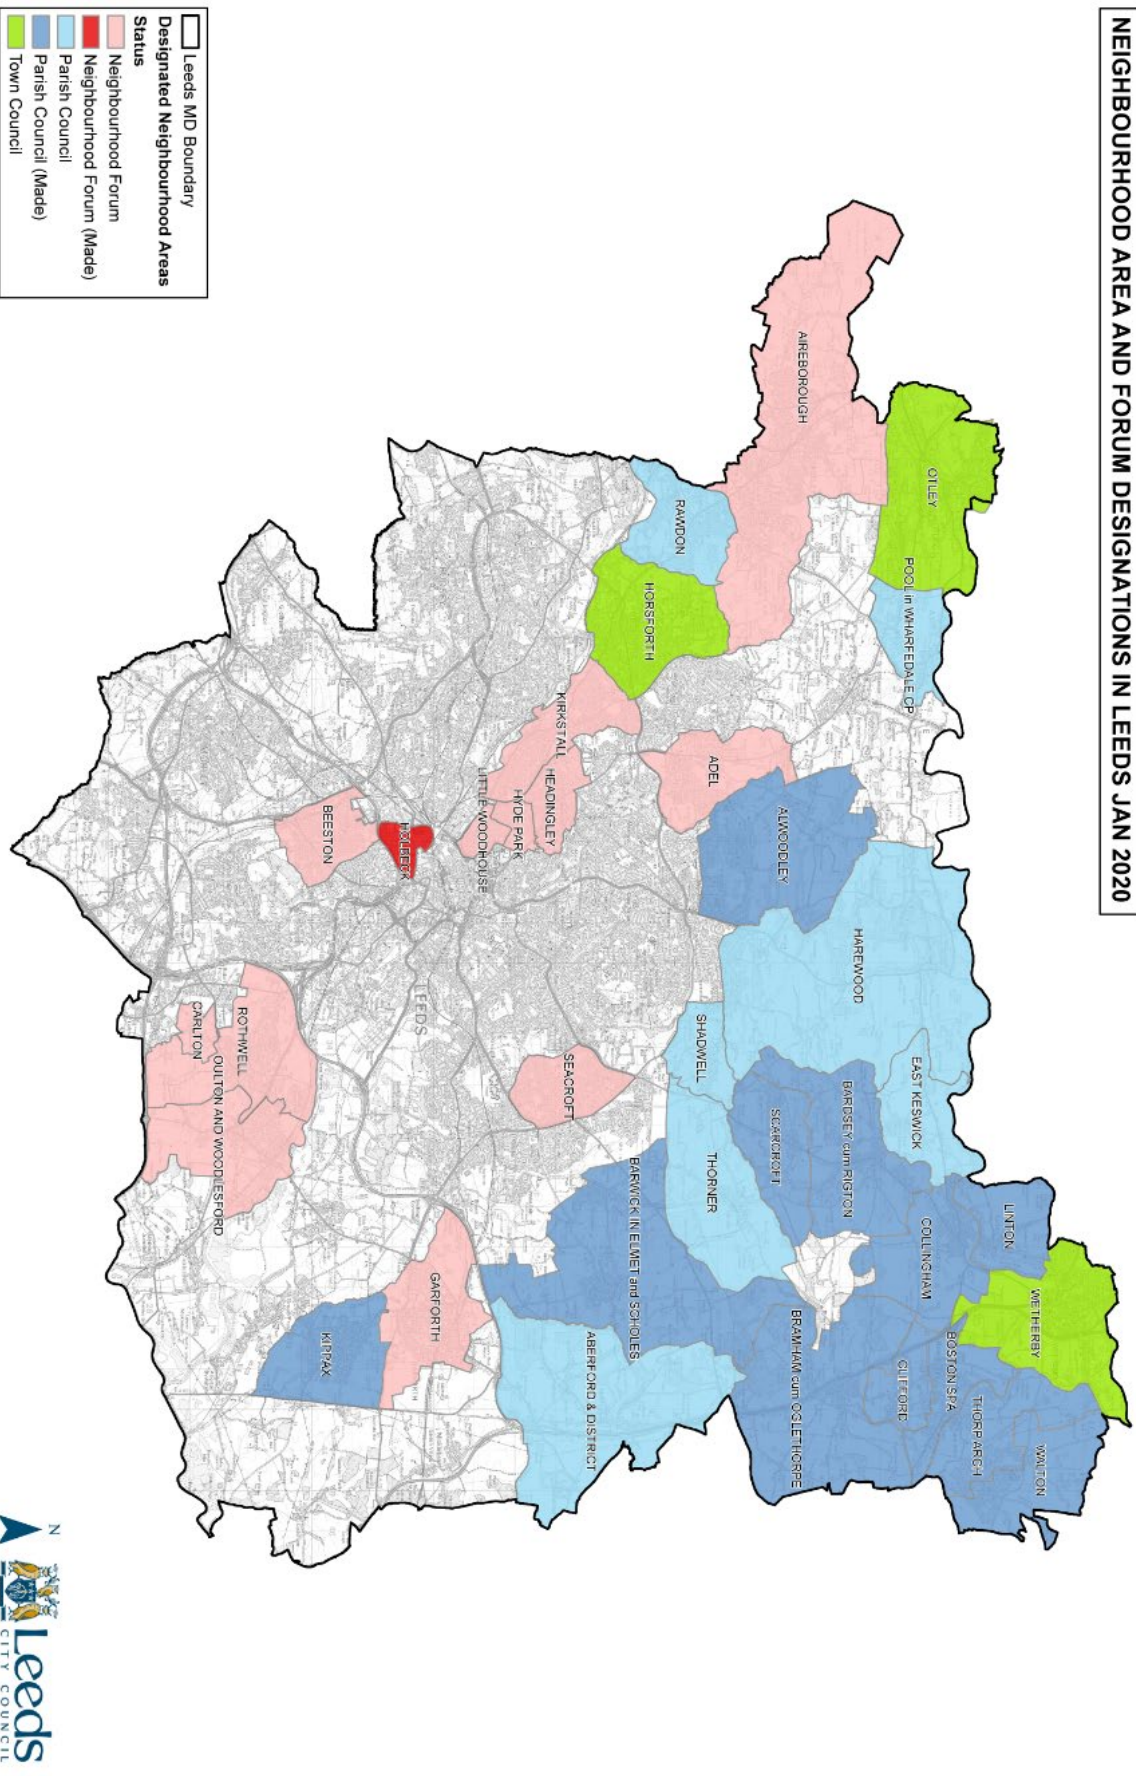 NEIGHBOURHOOD AREA AND FORUM DESIGNATIONS IN LEEDS JAN 2020
WETHERBY
WALTON
LINTON
THORP ARCH
BOSTON SPA
OTLEY
COLLINGHAM
EAST KESWICK
POOL in WHARFEDALE CP
CLIFFORD
HAREWOOD
BARDSEY cum RIGTON
AIREBOROUGH
BRAMHAM cum OGLETHORPE
ALWOODLEY
SCARCROFT
ADEL
THORNER
SHADWELL
RAWDON
HORSFORTH
BARWICK IN ELMET and SCHOLES
ABERFORD & DISTRICT
SEACROFT
KIRKSTALL
HEADINGLEY
HYDE PARK
LITTLE WOODHOUSE
GARFORTH
LEEDS
HOLBECK
BEESTON
KIPPAX
ROTHWELL
OULTON AND WOODLESFORD
CARLTON
Leeds MD Boundary
Designated Neighbourhood Areas
Status
Neighbourhood Forum
Neighbourhood Forum (Made)
Parish Council
Parish Council (Made)
Town Council
N
Leeds
CITY COUNCIL